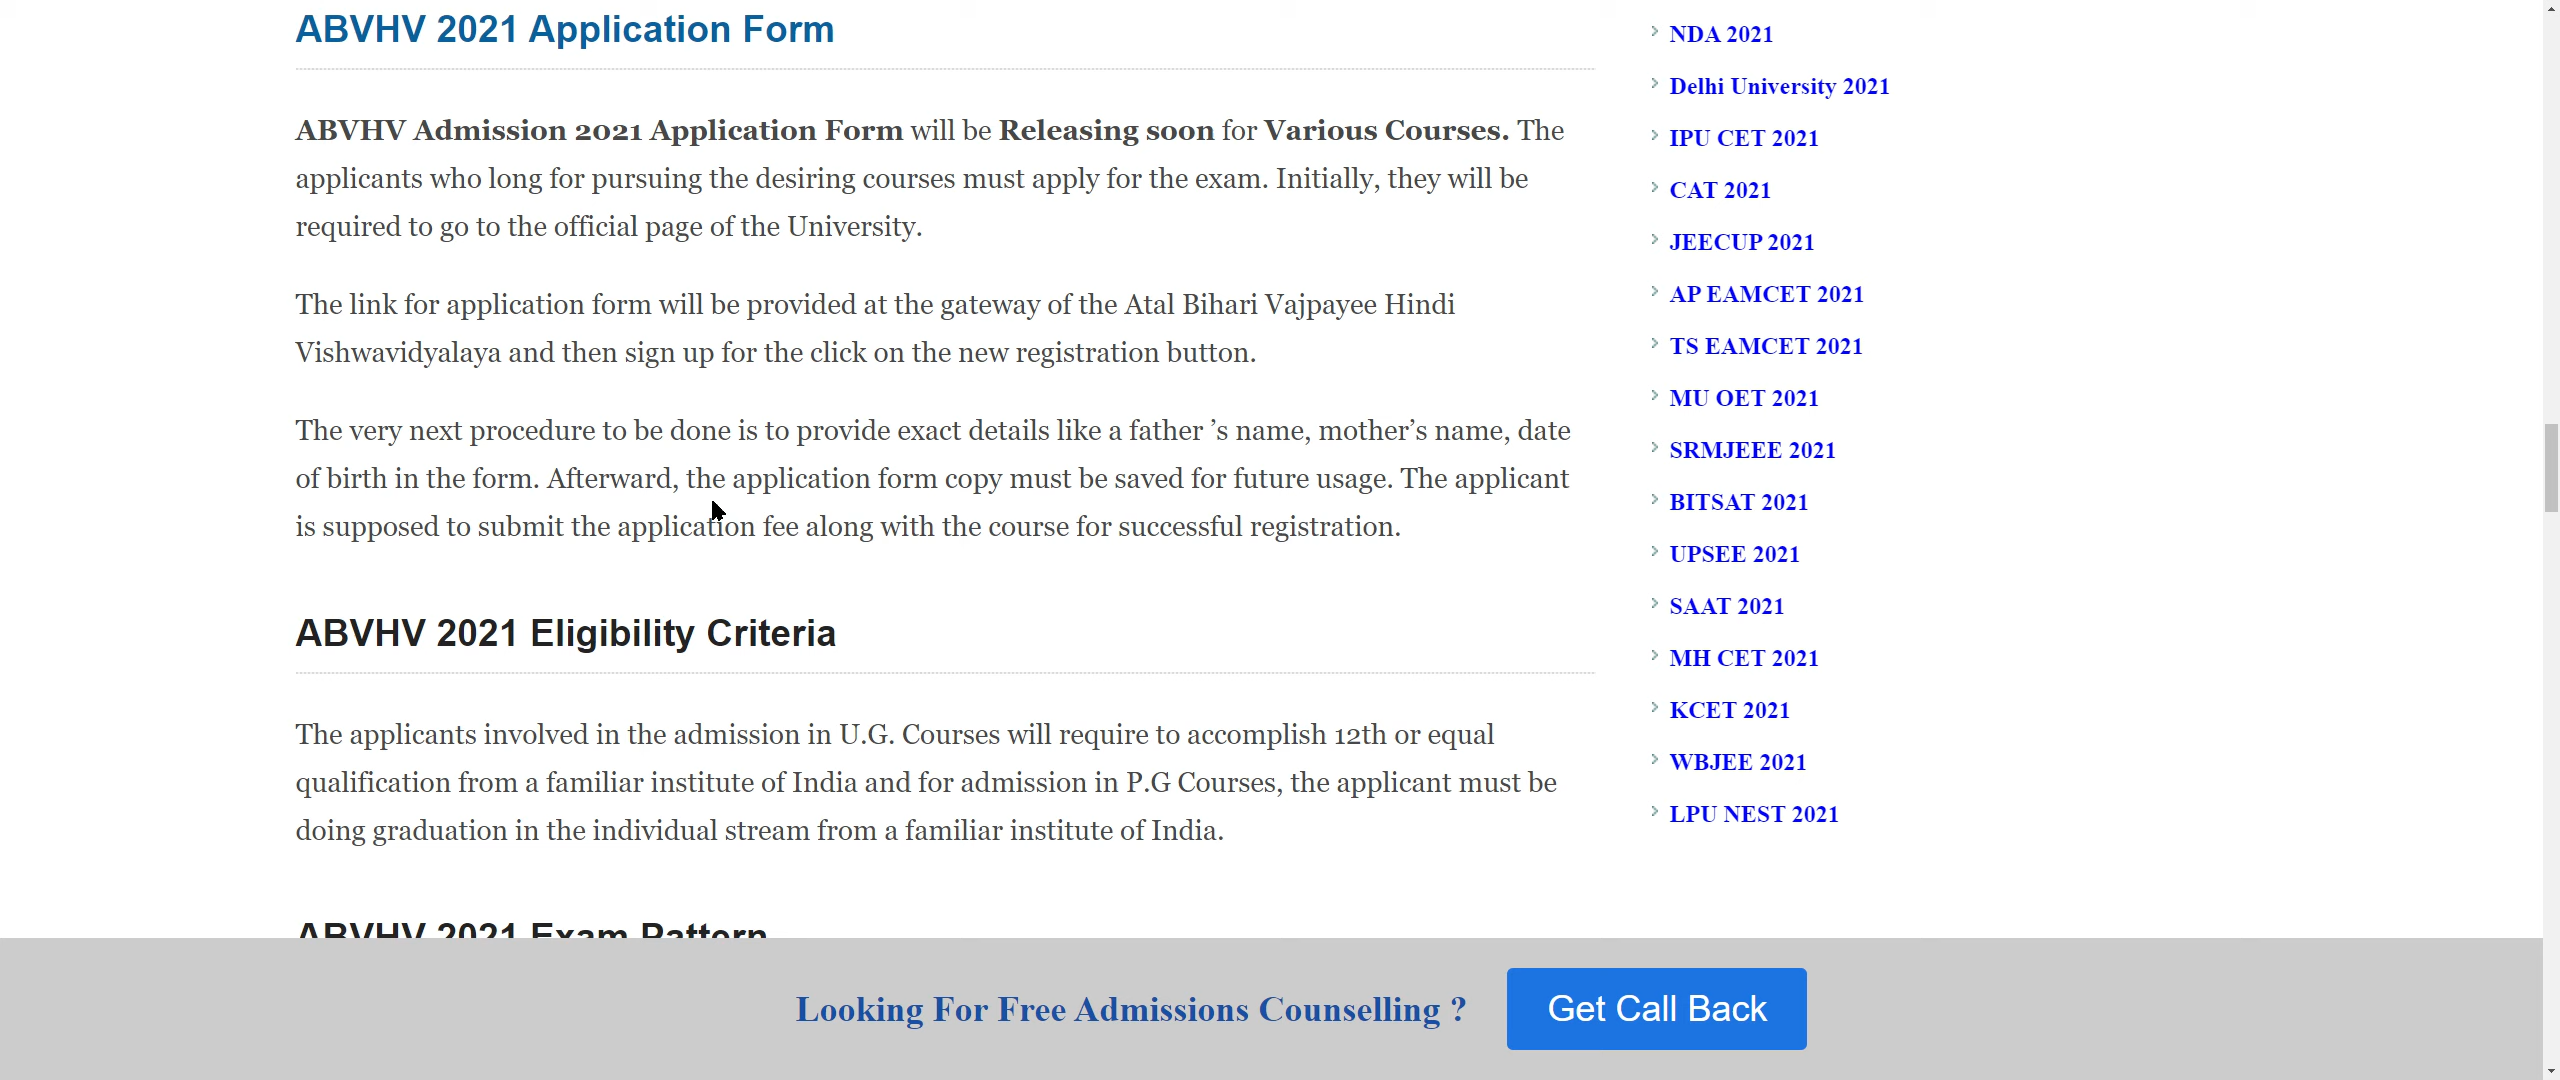 ABVHV 2021 Application Form
ABVHV Admission 2021 Application Form will be Releasing soon for Various Courses. The
applicants who long for pursuing the desiring courses must apply for the exam. Initially, they will be
required to go to the official page of the University.
The link for application form will be provided at the gateway of the Atal Bihari Vajpayee Hindi
Vishwavidyalaya and then sign up for the click on the new registration button.
The very next procedure to be done is to provide exact details like a father ’s name, mother’s name, date
of birth in the form. Afterward, the application form copy must be saved for future usage. The applicant
is supposed to submit the application fee along with the course for successful registration.
ABVHV 2021 Eligibility Criteria
The applicants involved in the admission in U.G. Courses will require to accomplish 12th or equal
qualification from a familiar institute of India and for admission in P.G Courses, the applicant must be
doing graduation in the individual stream from a familiar institute of India.
ABVHV 2021 Exam Pattern
NDA 2021
Delhi University 2021
IPU CET 2021
CAT 2021
JEECUP 2021
AP EAMCET 2021
TS EAMCET 2021
MU OET 2021
SRMJEEE 2021
BITSAT 2021
UPSEE 2021
SAAT 2021
MH CET 2021
KCET 2021
WBJEE 2021
LPU NEST 2021
Looking For Free Admissions Counselling ?
Get Call Back